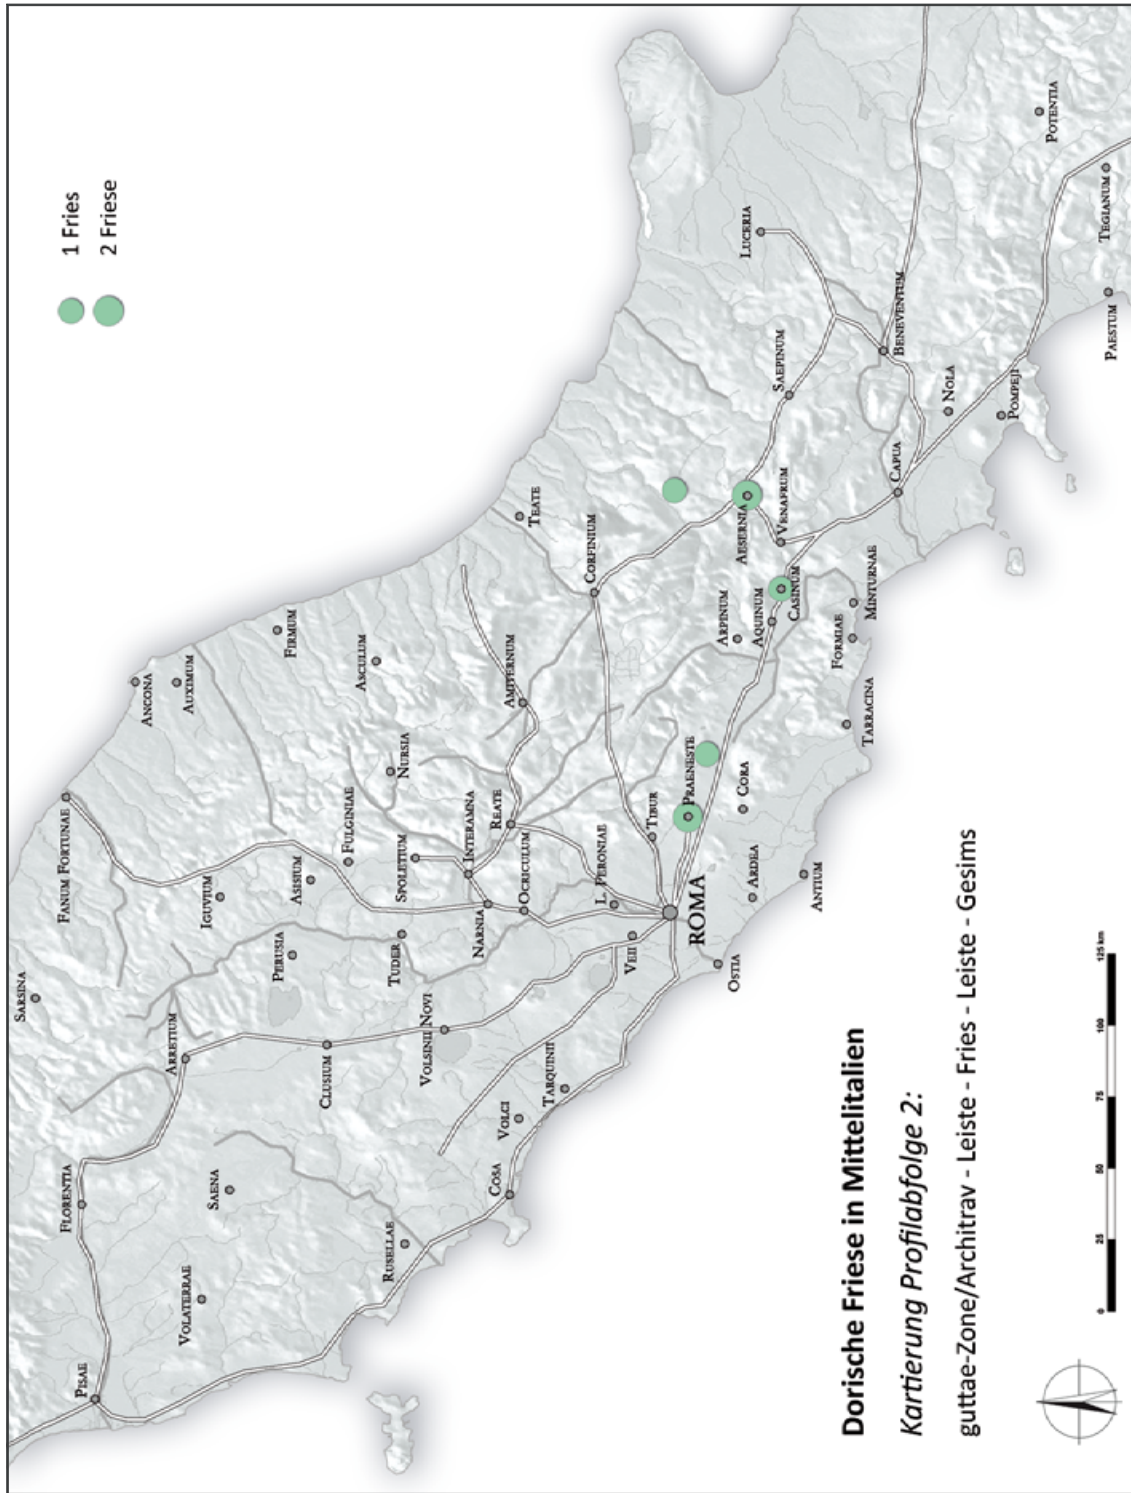 1 Fries
2 Friese
SARSINA
FANUM FORTUNAE
ANCONA
AUXIMUM
FIRMUM
PISAE
FLORENTIA
ARRETIUM
IGUVIUM
VOLATERRAE
SAENA
PERUSIA
ASISIUM
FULGINIAE
NURSIA
ASCULUM
CLUSIUM
TUDER
SPOLETIUM
RUSELLAE
VOLSINII NOVI
NARNIA
INTERAMNA
REATE
AMITERNUM
TEATE
COSA
VOLCI
TARQUINII
OCRICULUM
L. FERONIAE
TIBUR
CORFINIUM
VEII
ROMA
OSTIA
PRAENESTE
ARDEA
CORA
ANTIUM
TARRACINA
ARPINUM
AQUINUM
CASINUM
FORMIAE
MINTURNAE
AESERNIA
VENAFRUM
SAEPINUM
LUCERIA
CAPUA
BENEVENTUM
NOLA
POMPEJI
PAESTUM
TEGIANUM
POTENTIA
Dorische Friese in Mittelitalien
Kartierung Profilabfolge 2:
guttae-Zone/Architrav - Leiste - Fries - Leiste - Gesims
0 25 50 75 100 125 km